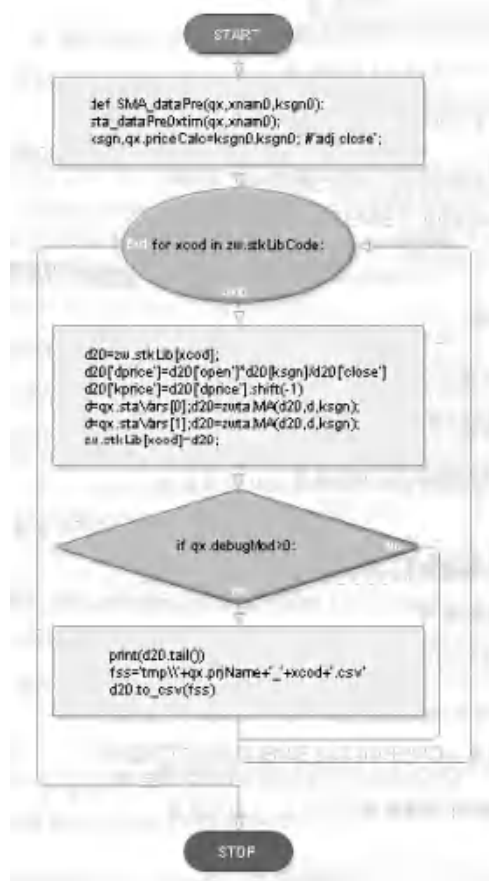 START
def SMA_dataPre(qx,xnam0,ksgn0):
sta_dataPre0xtim(qx,xnam0);
ksgn,qx.priceCalc=ksgn0,ksgn0; #'adj close';
End for xcod in zw.stkLibCode:
d20=zw.stkLib[xcod];
d20['dprice']=d20['open']*d20[ksgn]/d20['close']
d20['kprice']=d20['dprice'].shift(-1)
d=qx.staVars[0];d20=zwta.MA(d20,d,ksgn);
d=qx.staVars[1];d20=zwta.MA(d20,d,ksgn);
zw.stkLib[xcod]=d20;
if qx.debugMod>0:
print(d20.tail())
fss='tmp\\'+qx.prjName+'_'+xcod+'.csv'
d20.to_csv(fss)
STOP